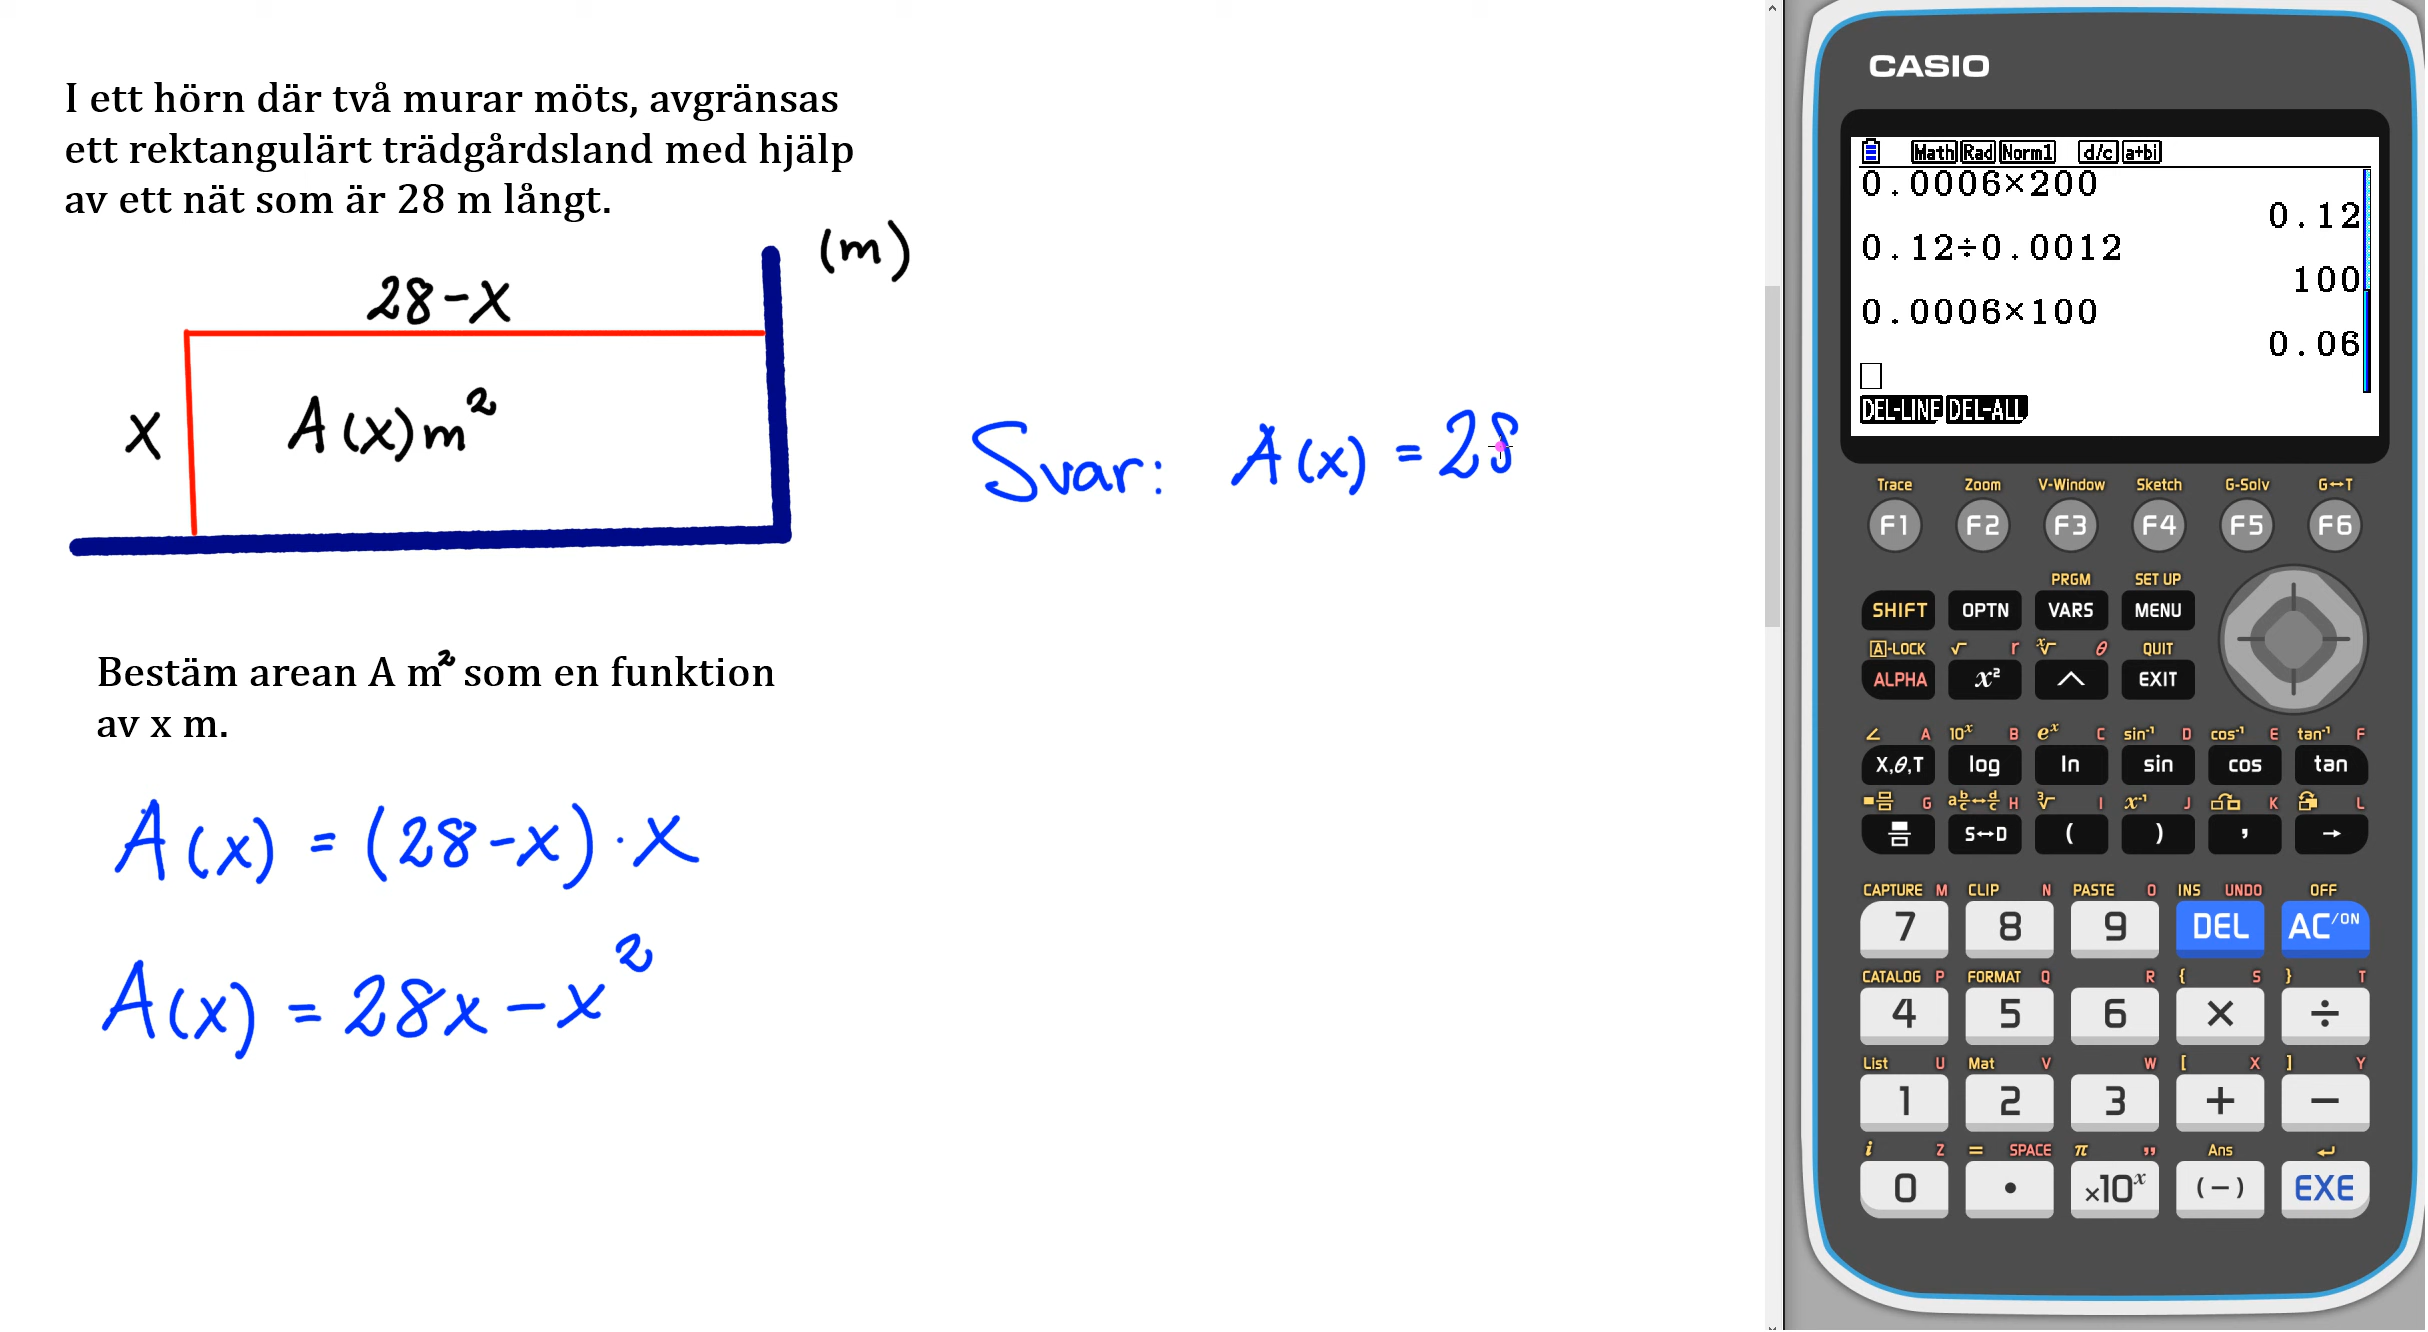 I ett hörn där två murar möts, avgränsas
ett rektangulärt trädgårdsland med hjälp
av ett nät som är 28 m långt.
(m)
28-x
x
A(x)m²
Svar: A(x) = 28
Bestäm arean A m² som en funktion
av x m.
A(x) = (28-x)·x
A(x) = 28x-x²
CASIO
Math Rad Norm1 d/c a+bi
0.0006×200
0.12
0.12÷0.0012
100
0.0006×100
0.06
DEL-LINE DEL-ALL
Trace Zoom V-Window Sketch G-Solv G↔T
F1 F2 F3 F4 F5 F6
PRGM SET UP
SHIFT OPTN VARS MENU
A-LOCK √ r ˣ√ θ QUIT
ALPHA x² ^ EXIT
∠ A 10ˣ B eˣ C sin⁻¹ D cos⁻¹ E tan⁻¹ F
X,θ,T log ln sin cos tan
G a b/c↔d/c H ³√ I x⁻¹ J K L
S↔D ( ) , →
CAPTURE M CLIP N PASTE O INS UNDO OFF
7 8 9 DEL AC/ON
CATALOG P FORMAT Q R { S } T
4 5 6 × ÷
List U Mat V W [ X ] Y
1 2 3 + −
i Z = SPACE π " Ans ↵
0 • ×10ˣ (−) EXE